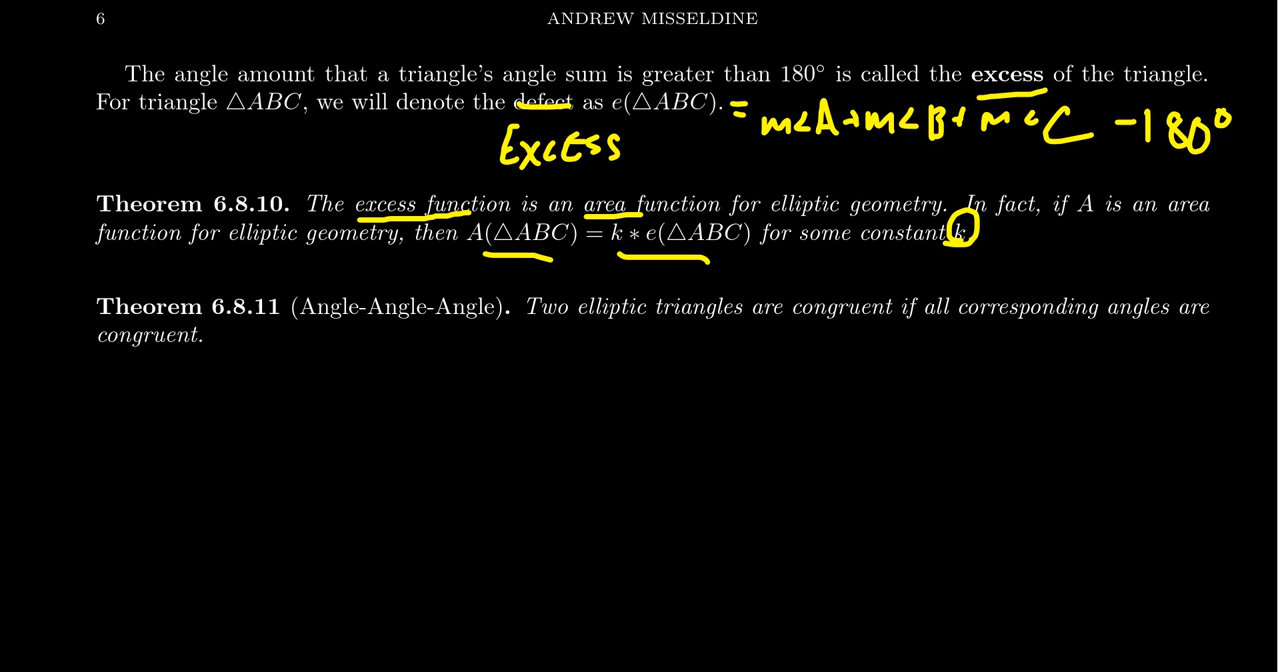 6 ANDREW MISSELDINE
The angle amount that a triangle's angle sum is greater than 180° is called the excess of the triangle.
For triangle △ABC, we will denote the defect as e(△ABC). = m<A+m<B+ m<C -180°
ExcEss
Theorem 6.8.10. The excess function is an area function for elliptic geometry. In fact, if A is an area
function for elliptic geometry, then A(△ABC) = k ∗ e(△ABC) for some constant k.
Theorem 6.8.11 (Angle-Angle-Angle). Two elliptic triangles are congruent if all corresponding angles are
congruent.